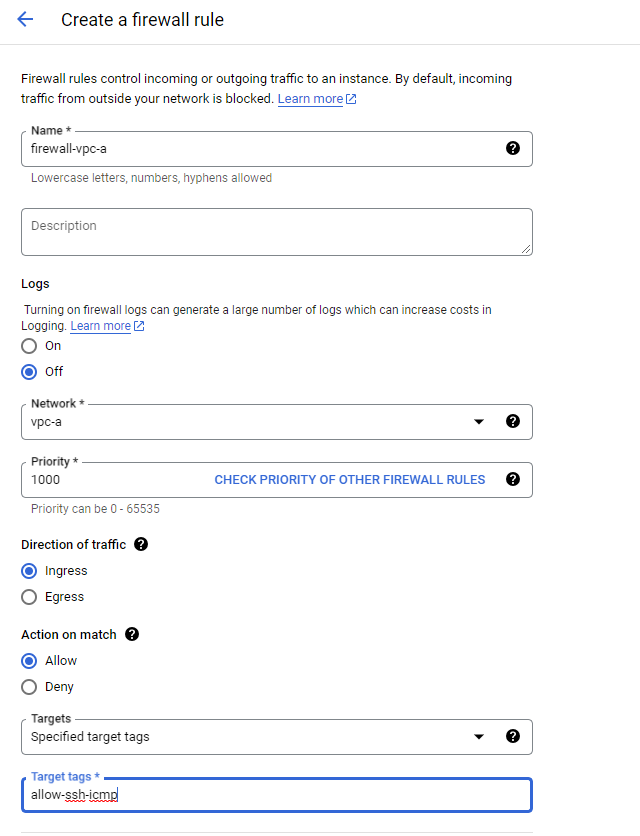 Create a firewall rule
Firewall rules control incoming or outgoing traffic to an instance. By default, incoming
traffic from outside your network is blocked. Learn more
Name *
firewall-vpc-a
Lowercase letters, numbers, hyphens allowed
Description
Logs
Turning on firewall logs can generate a large number of logs which can increase costs in
Logging. Learn more
On
Off
Network *
vpc-a
Priority *
1000 CHECK PRIORITY OF OTHER FIREWALL RULES
Priority can be 0 - 65535
Direction of traffic
Ingress
Egress
Action on match
Allow
Deny
Targets
Specified target tags
Target tags *
allow-ssh-icmp